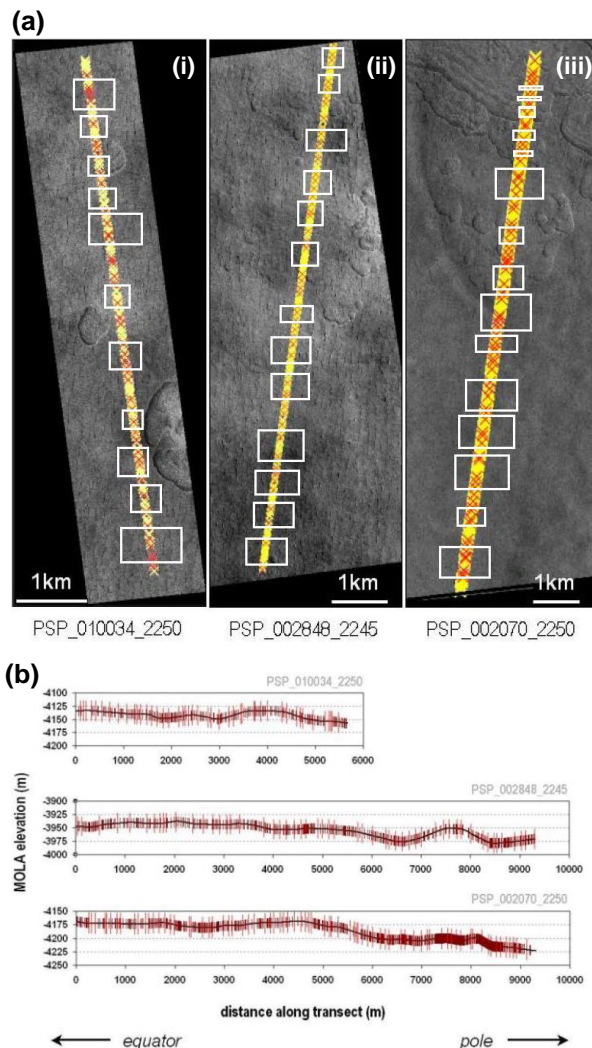 (a)
(i) (ii) (iii)
1km 1km 1km
PSP_010034_2250 PSP_002848_2245 PSP_002070_2250
(b)
PSP_010034_2250
-4100
-4125
-4150
-4175
-4200
0 1000 2000 3000 4000 5000 6000
PSP_002848_2245
MOLA elevation (m)
-3900
-3925
-3950
-3975
-4000
0 1000 2000 3000 4000 5000 6000 7000 8000 9000 10000
PSP_002070_2250
-4150
-4175
-4200
-4225
-4250
0 1000 2000 3000 4000 5000 6000 7000 8000 9000 10000
distance along transect (m)
equator pole